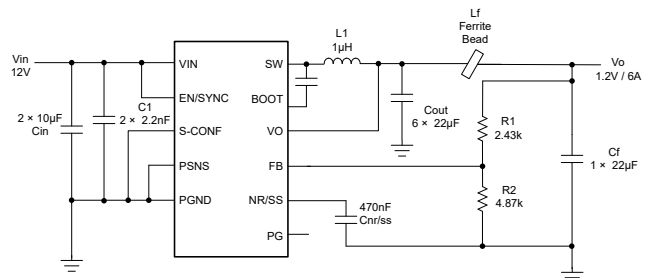 Lf
Ferrite
Bead
L1
1µH
Vin
12V
VIN
SW
Vo
1.2V / 6A
EN/SYNC
BOOT
C1
2 × 2.2nF
2 × 10µF
Cin
S-CONF
VO
Cout
6 × 22µF
R1
2.43k
PSNS
FB
Cf
1 × 22µF
PGND
NR/SS
470nF
Cnr/ss
R2
4.87k
PG